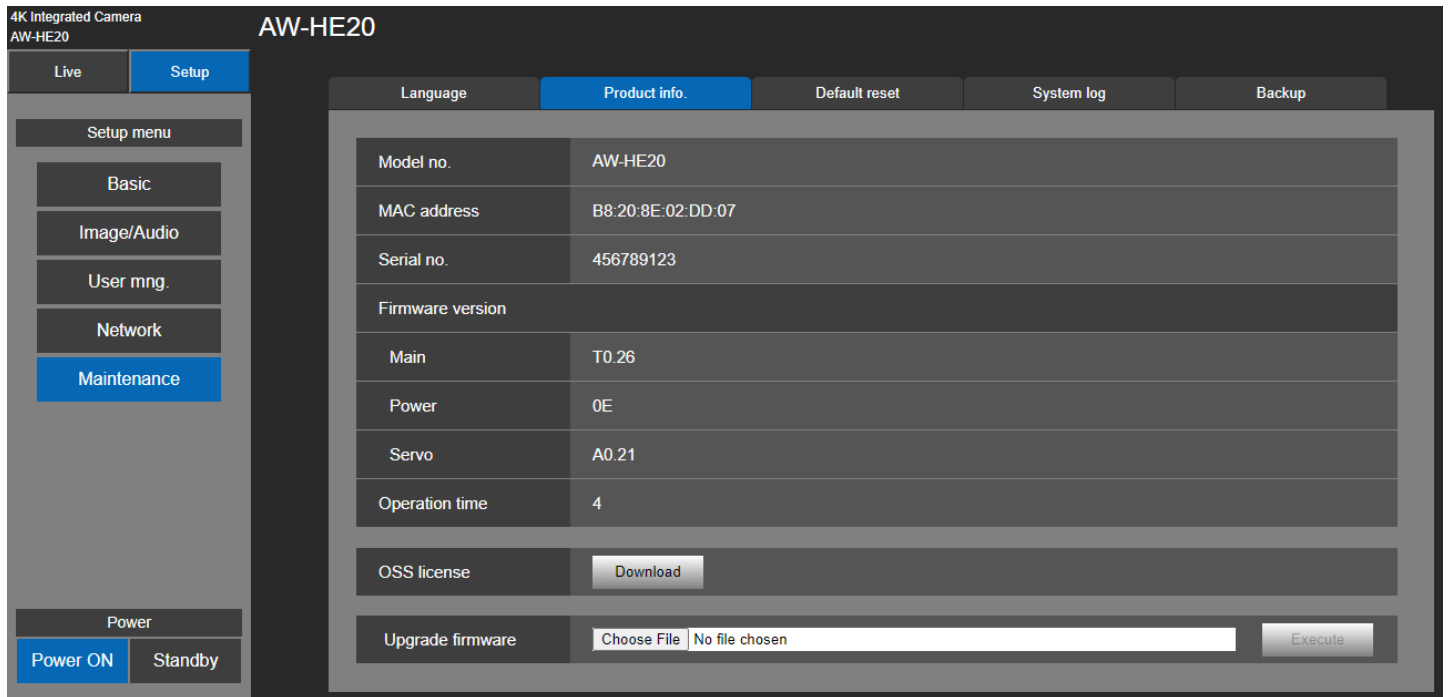 4K Integrated Camera
AW-HE20
AW-HE20
Live Setup
Language Product info. Default reset System log Backup
Setup menu
Basic
Image/Audio
User mng.
Network
Maintenance
Model no. AW-HE20
MAC address B8:20:8E:02:DD:07
Serial no. 456789123
Firmware version
Main T0.26
Power 0E
Servo A0.21
Operation time 4
OSS license Download
Upgrade firmware Choose File No file chosen Execute
Power
Power ON Standby